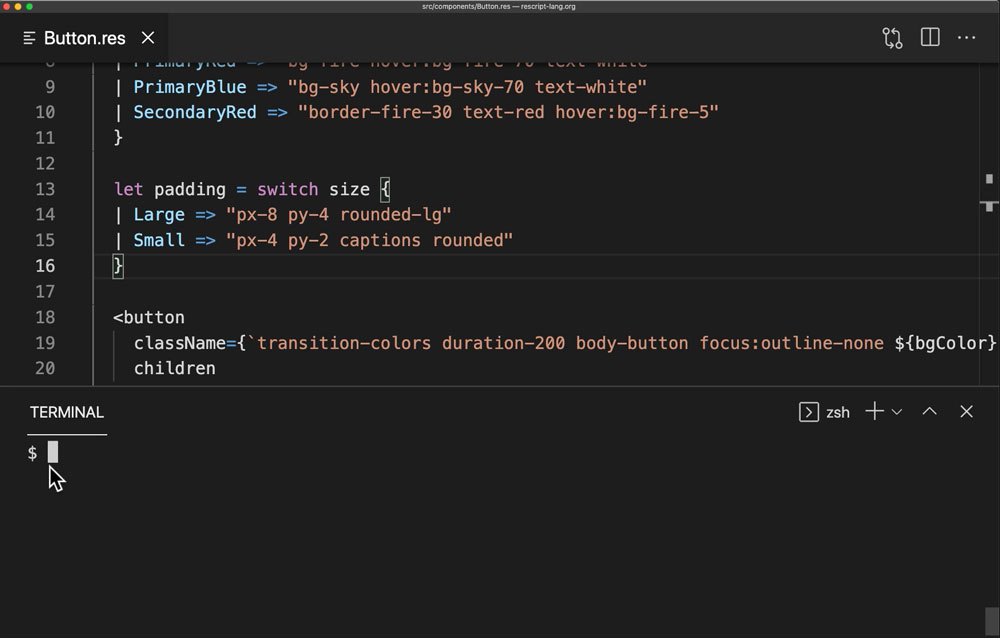 src/components/Button.res — rescript-lang.org
Button.res
8 | PrimaryRed => "bg-fire hover:bg-fire-70 text-white"
9 | PrimaryBlue => "bg-sky hover:bg-sky-70 text-white"
10 | SecondaryRed => "border-fire-30 text-red hover:bg-fire-5"
11 }
12
13 let padding = switch size {
14 | Large => "px-8 py-4 rounded-lg"
15 | Small => "px-4 py-2 captions rounded"
16 }
17
18 <button
19 className={`transition-colors duration-200 body-button focus:outline-none ${bgColor}
20 children
TERMINAL
zsh
$